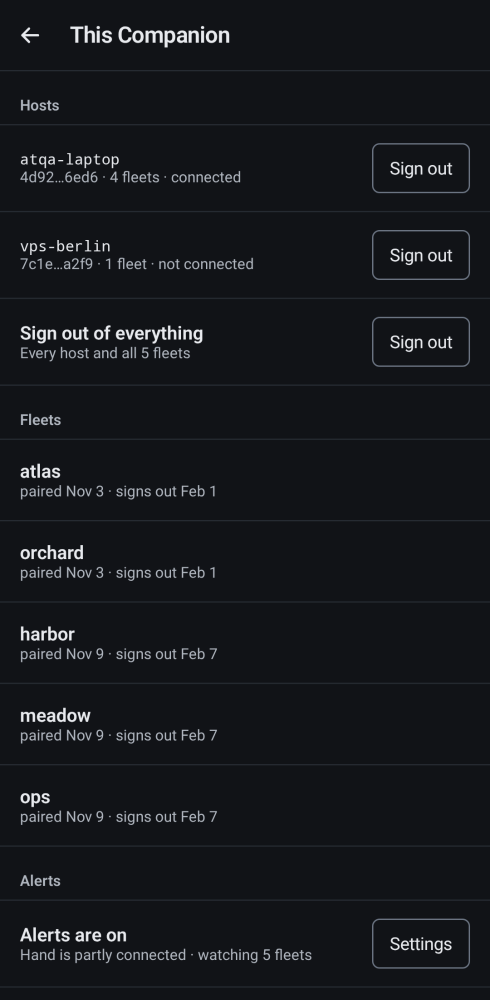 This Companion
Hosts
atqa-laptop
4d92…6ed6 · 4 fleets · connected
Sign out
vps-berlin
7c1e…a2f9 · 1 fleet · not connected
Sign out
Sign out of everything
Every host and all 5 fleets
Sign out
Fleets
atlas
paired Nov 3 · signs out Feb 1
orchard
paired Nov 3 · signs out Feb 1
harbor
paired Nov 9 · signs out Feb 7
meadow
paired Nov 9 · signs out Feb 7
ops
paired Nov 9 · signs out Feb 7
Alerts
Alerts are on
Hand is partly connected · watching 5 fleets
Settings